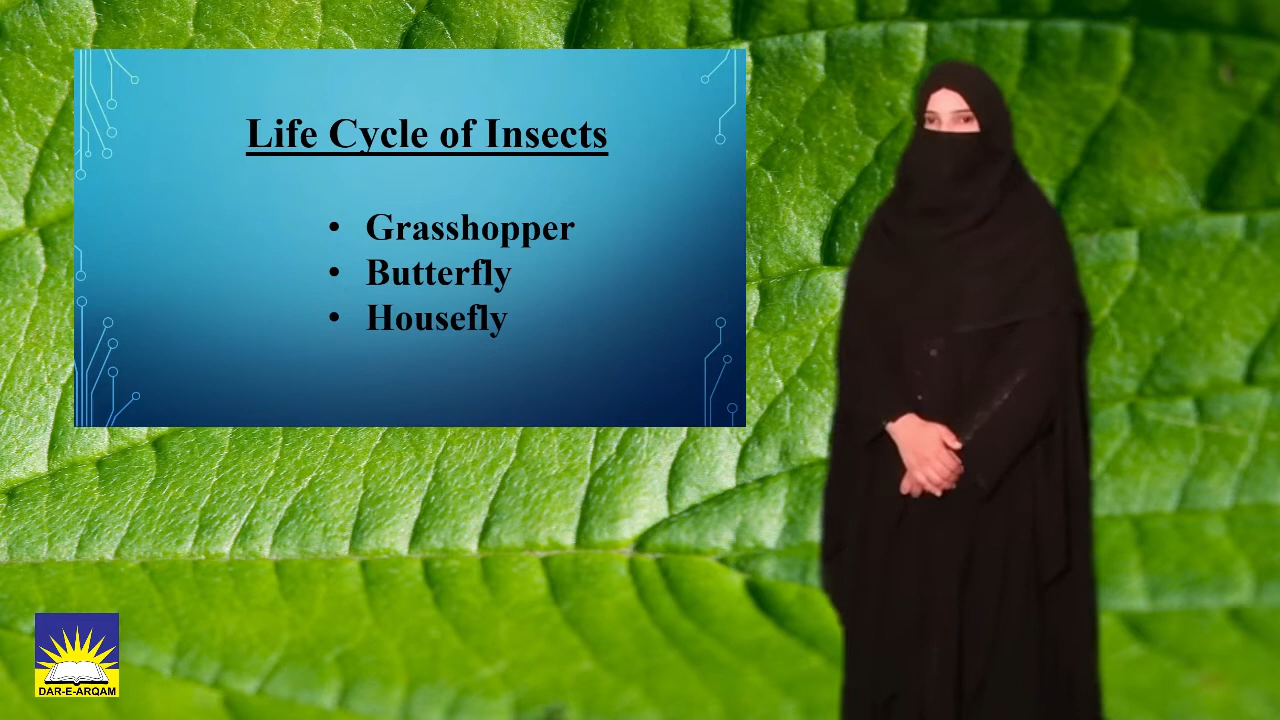 Life Cycle of Insects
• Grasshopper
• Butterfly
• Housefly
DAR-E-ARQAM